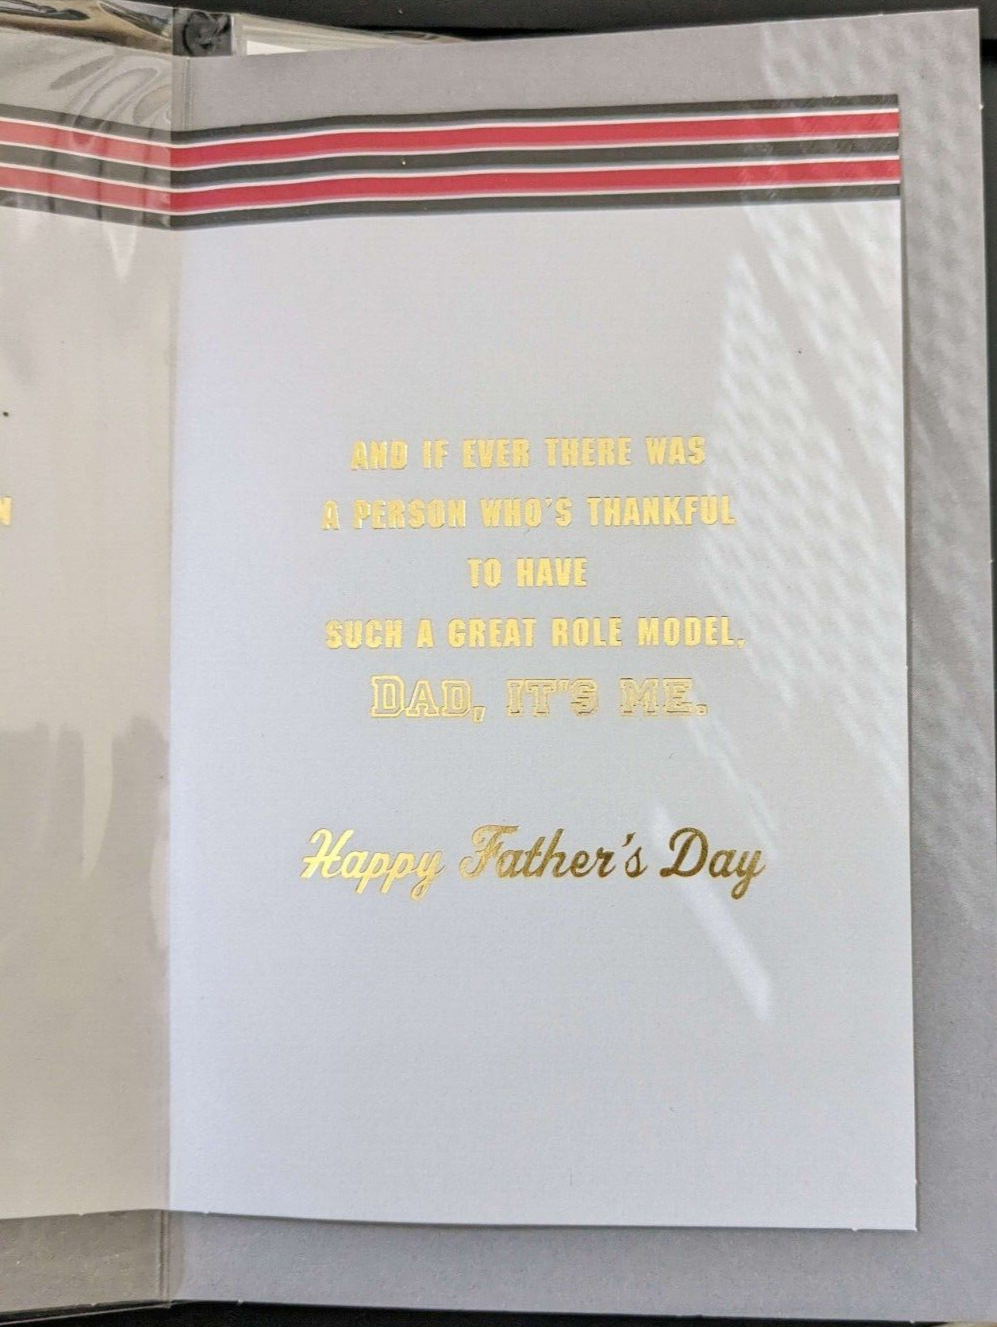 AND IF EVER THERE WAS
A PERSON WHO'S THANKFUL
TO HAVE
SUCH A GREAT ROLE MODEL,
DAD, IT'S ME.
Happy Father's Day